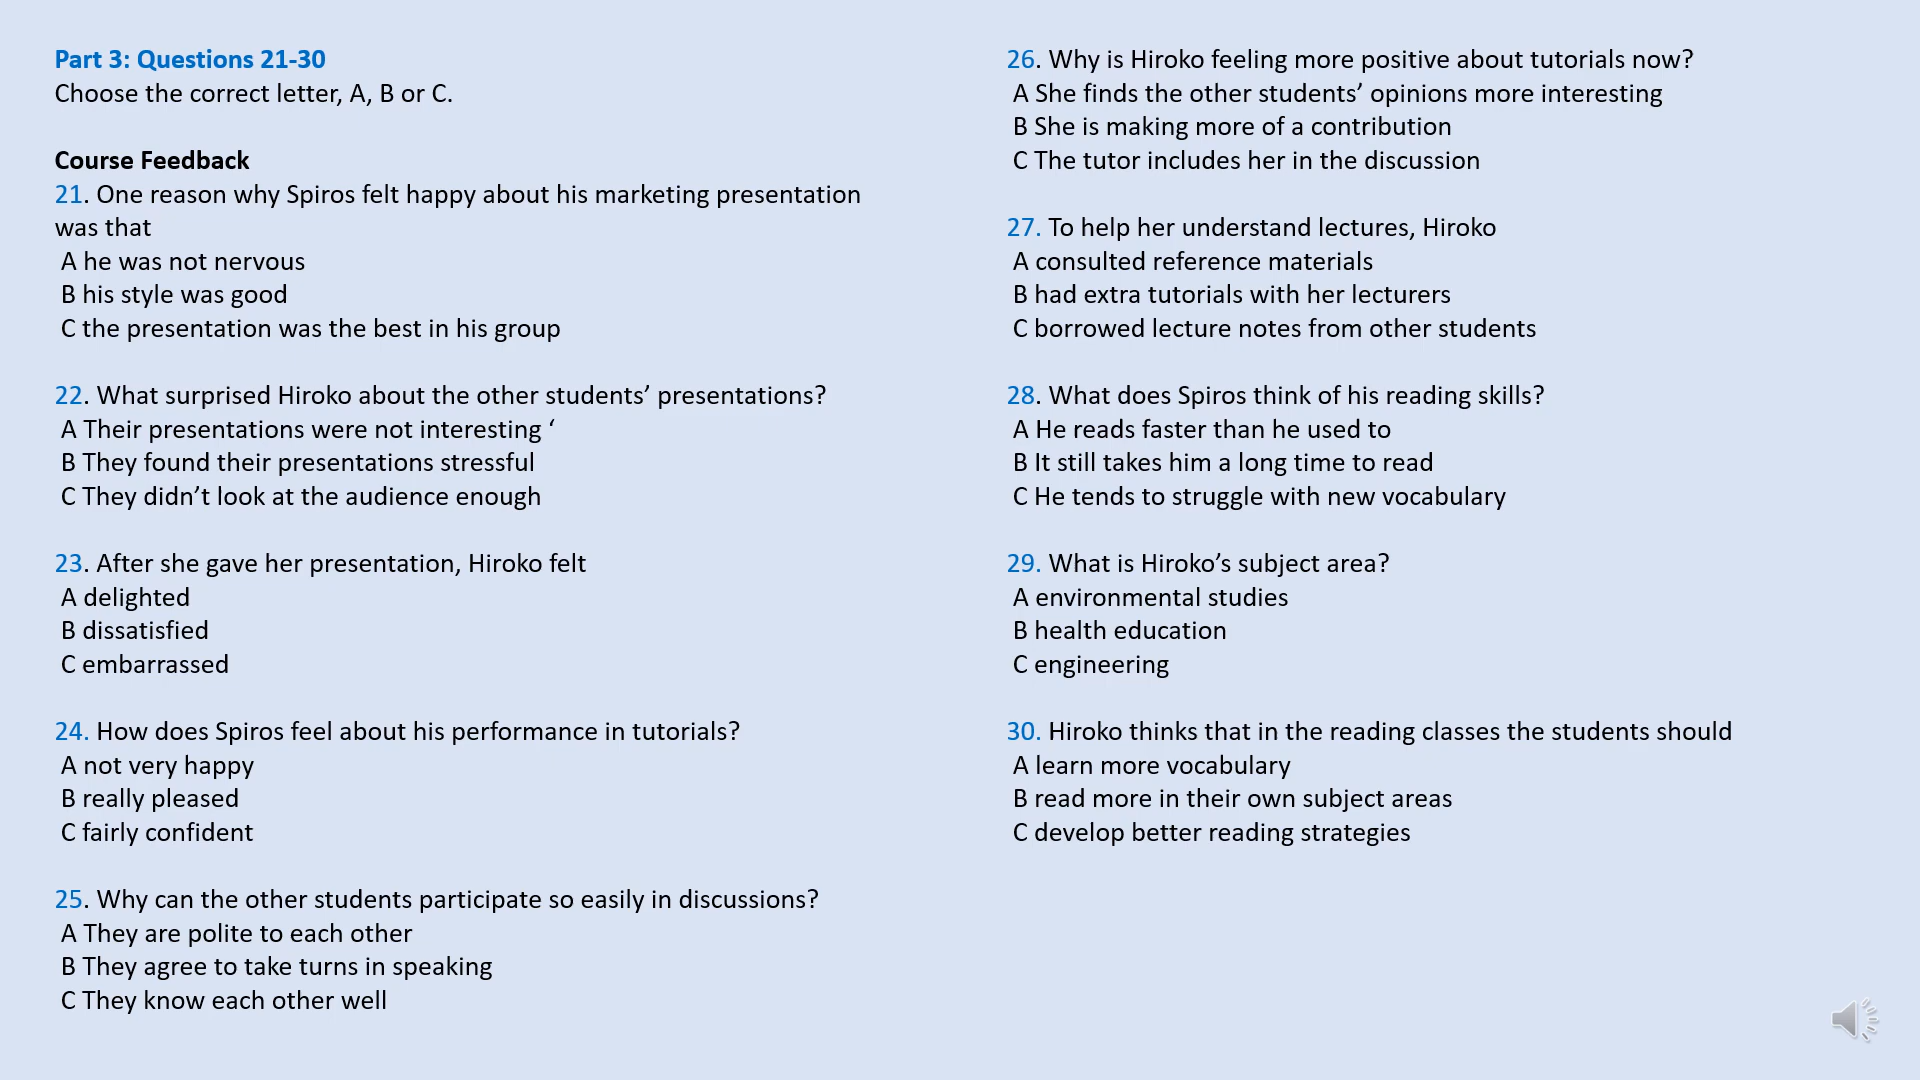 Part 3: Questions 21-30
Choose the correct letter, A, B or C.
Course Feedback
21. One reason why Spiros felt happy about his marketing presentation
was that
A he was not nervous
B his style was good
C the presentation was the best in his group
22. What surprised Hiroko about the other students’ presentations?
A Their presentations were not interesting ‘
B They found their presentations stressful
C They didn’t look at the audience enough
23. After she gave her presentation, Hiroko felt
A delighted
B dissatisfied
C embarrassed
24. How does Spiros feel about his performance in tutorials?
A not very happy
B really pleased
C fairly confident
25. Why can the other students participate so easily in discussions?
A They are polite to each other
B They agree to take turns in speaking
C They know each other well
26. Why is Hiroko feeling more positive about tutorials now?
A She finds the other students’ opinions more interesting
B She is making more of a contribution
C The tutor includes her in the discussion
27. To help her understand lectures, Hiroko
A consulted reference materials
B had extra tutorials with her lecturers
C borrowed lecture notes from other students
28. What does Spiros think of his reading skills?
A He reads faster than he used to
B It still takes him a long time to read
C He tends to struggle with new vocabulary
29. What is Hiroko’s subject area?
A environmental studies
B health education
C engineering
30. Hiroko thinks that in the reading classes the students should
A learn more vocabulary
B read more in their own subject areas
C develop better reading strategies